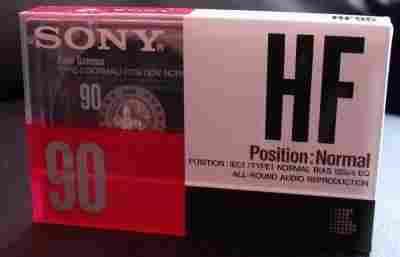 SONY
90
90
HF
Position:Normal
POSITION · IEC I/TYPE I NORMAL BIAS 120μs EQ
ALL-ROUND AUDIO REPRODUCTION